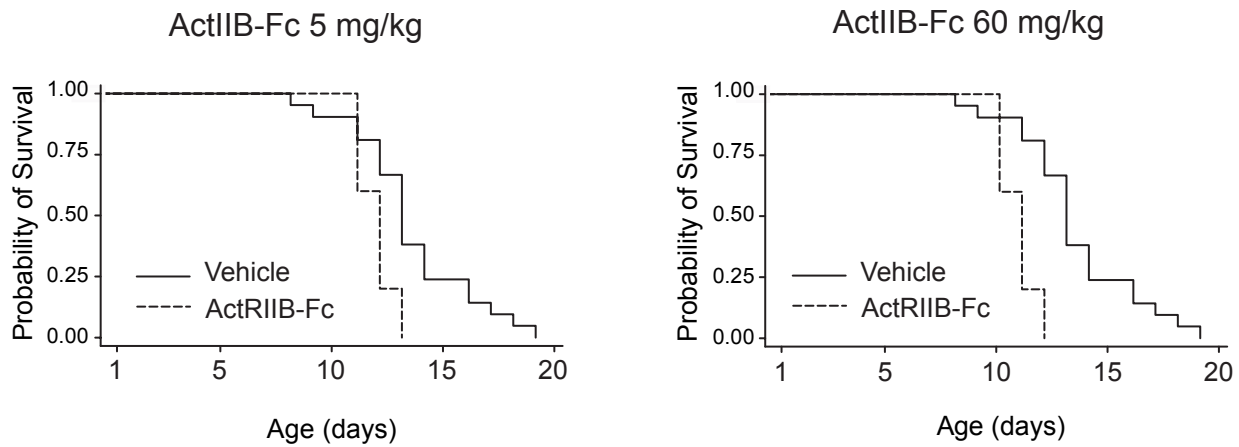 ActIIB-Fc 5 mg/kg
Probability of Survival
1.00
0.75
0.50
0.25
0.00
Vehicle
ActRIIB-Fc
1 5 10 15 20
Age (days)
ActIIB-Fc 60 mg/kg
Probability of Survival
1.00
0.75
0.50
0.25
0.00
Vehicle
ActRIIB-Fc
1 5 10 15 20
Age (days)